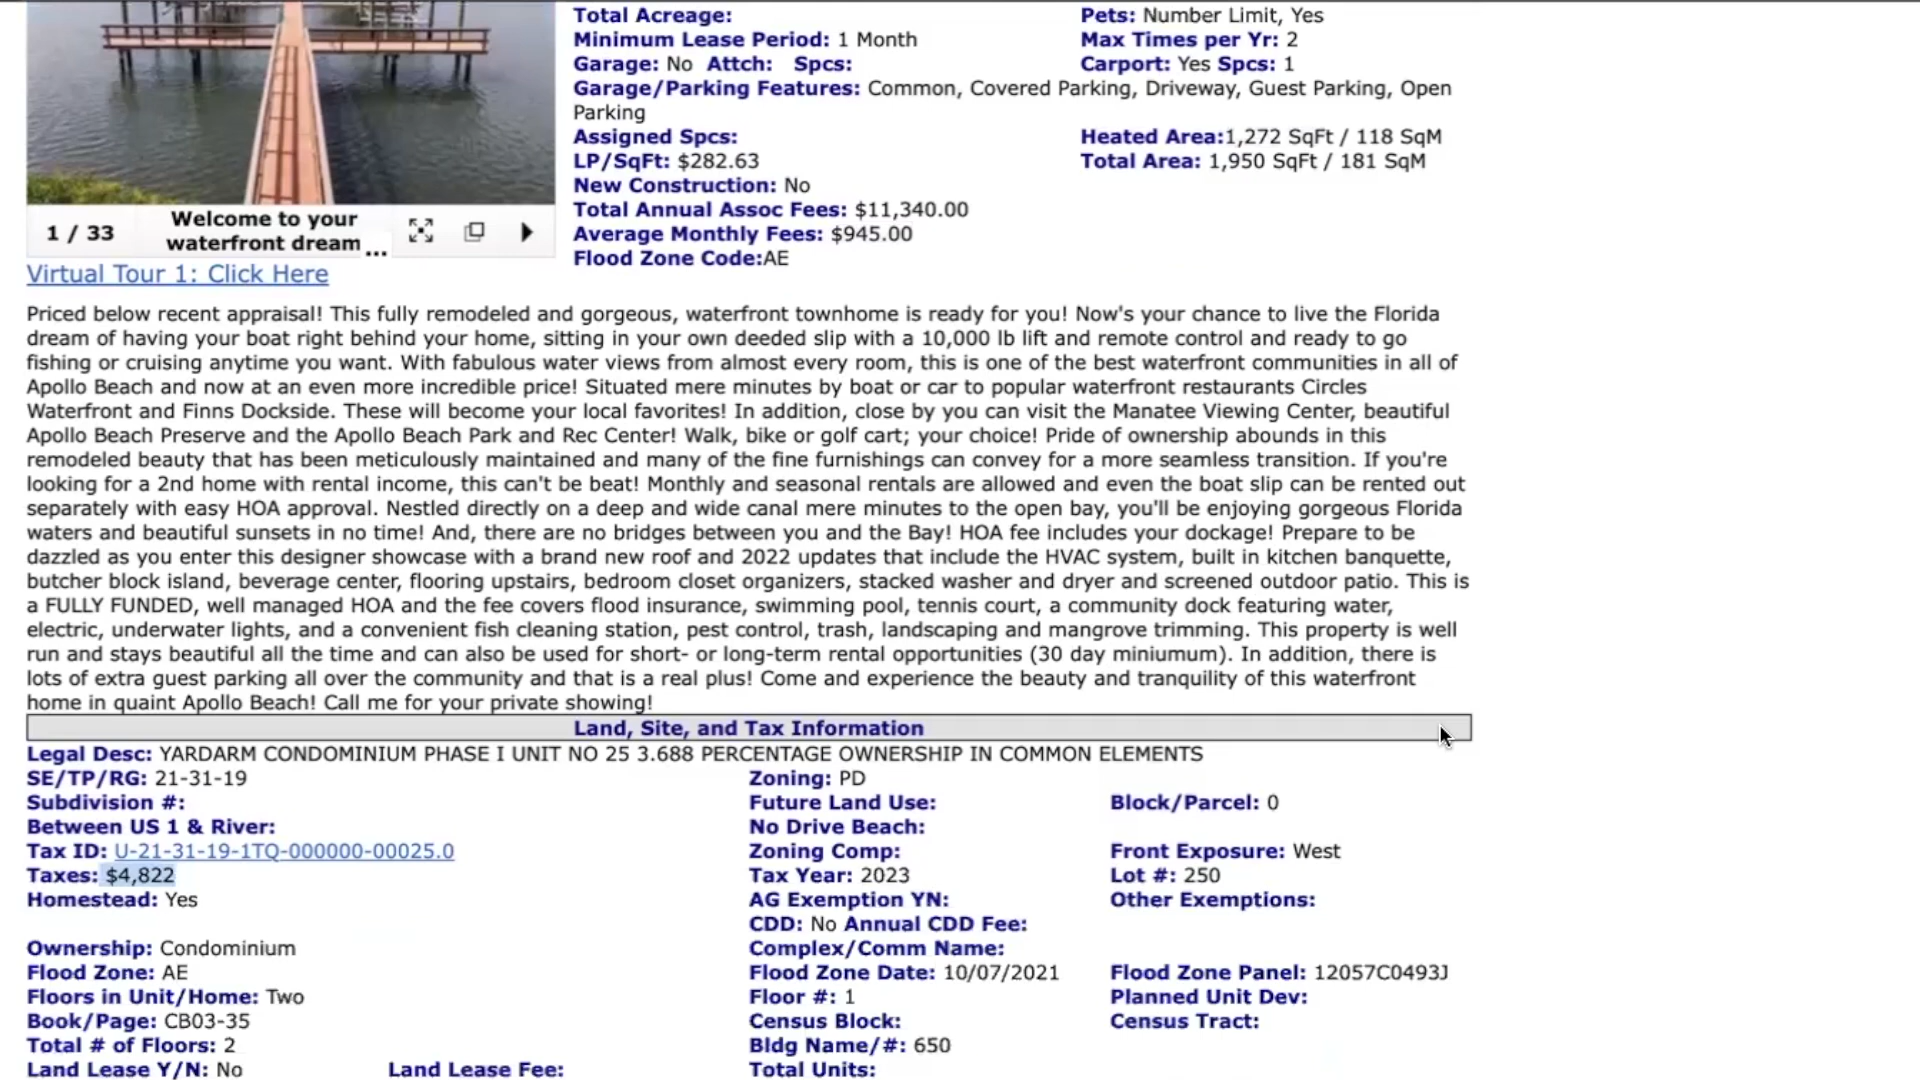 Total Acreage:
Pets: Number Limit, Yes
Minimum Lease Period: 1 Month
Max Times per Yr: 2
Garage: No Attch: Spcs:
Carport: Yes Spcs: 1
Garage/Parking Features: Common, Covered Parking, Driveway, Guest Parking, Open
Parking
Assigned Spcs:
Heated Area:1,272 SqFt / 118 SqM
LP/SqFt: $282.63
Total Area: 1,950 SqFt / 181 SqM
New Construction: No
Total Annual Assoc Fees: $11,340.00
Average Monthly Fees: $945.00
Flood Zone Code:AE
1 / 33
Welcome to your
waterfront dream...
Virtual Tour 1: Click Here
Priced below recent appraisal! This fully remodeled and gorgeous, waterfront townhome is ready for you! Now's your chance to live the Florida
dream of having your boat right behind your home, sitting in your own deeded slip with a 10,000 lb lift and remote control and ready to go
fishing or cruising anytime you want. With fabulous water views from almost every room, this is one of the best waterfront communities in all of
Apollo Beach and now at an even more incredible price! Situated mere minutes by boat or car to popular waterfront restaurants Circles
Waterfront and Finns Dockside. These will become your local favorites! In addition, close by you can visit the Manatee Viewing Center, beautiful
Apollo Beach Preserve and the Apollo Beach Park and Rec Center! Walk, bike or golf cart; your choice! Pride of ownership abounds in this
remodeled beauty that has been meticulously maintained and many of the fine furnishings can convey for a more seamless transition. If you're
looking for a 2nd home with rental income, this can't be beat! Monthly and seasonal rentals are allowed and even the boat slip can be rented out
separately with easy HOA approval. Nestled directly on a deep and wide canal mere minutes to the open bay, you'll be enjoying gorgeous Florida
waters and beautiful sunsets in no time! And, there are no bridges between you and the Bay! HOA fee includes your dockage! Prepare to be
dazzled as you enter this designer showcase with a brand new roof and 2022 updates that include the HVAC system, built in kitchen banquette,
butcher block island, beverage center, flooring upstairs, bedroom closet organizers, stacked washer and dryer and screened outdoor patio. This is
a FULLY FUNDED, well managed HOA and the fee covers flood insurance, swimming pool, tennis court, a community dock featuring water,
electric, underwater lights, and a convenient fish cleaning station, pest control, trash, landscaping and mangrove trimming. This property is well
run and stays beautiful all the time and can also be used for short- or long-term rental opportunities (30 day miniumum). In addition, there is
lots of extra guest parking all over the community and that is a real plus! Come and experience the beauty and tranquility of this waterfront
home in quaint Apollo Beach! Call me for your private showing!
Land, Site, and Tax Information
Legal Desc: YARDARM CONDOMINIUM PHASE I UNIT NO 25 3.688 PERCENTAGE OWNERSHIP IN COMMON ELEMENTS
SE/TP/RG: 21-31-19
Zoning: PD
Subdivision #:
Future Land Use:
Block/Parcel: 0
Between US 1 & River:
No Drive Beach:
Tax ID: U-21-31-19-1TQ-000000-00025.0
Zoning Comp:
Front Exposure: West
Taxes: $4,822
Tax Year: 2023
Lot #: 250
Homestead: Yes
AG Exemption YN:
Other Exemptions:
CDD: No Annual CDD Fee:
Ownership: Condominium
Complex/Comm Name:
Flood Zone: AE
Flood Zone Date: 10/07/2021
Flood Zone Panel: 12057C0493J
Floors in Unit/Home: Two
Floor #: 1
Planned Unit Dev:
Book/Page: CB03-35
Census Block:
Census Tract:
Total # of Floors: 2
Bldg Name/#: 650
Land Lease Y/N: No
Land Lease Fee:
Total Units: